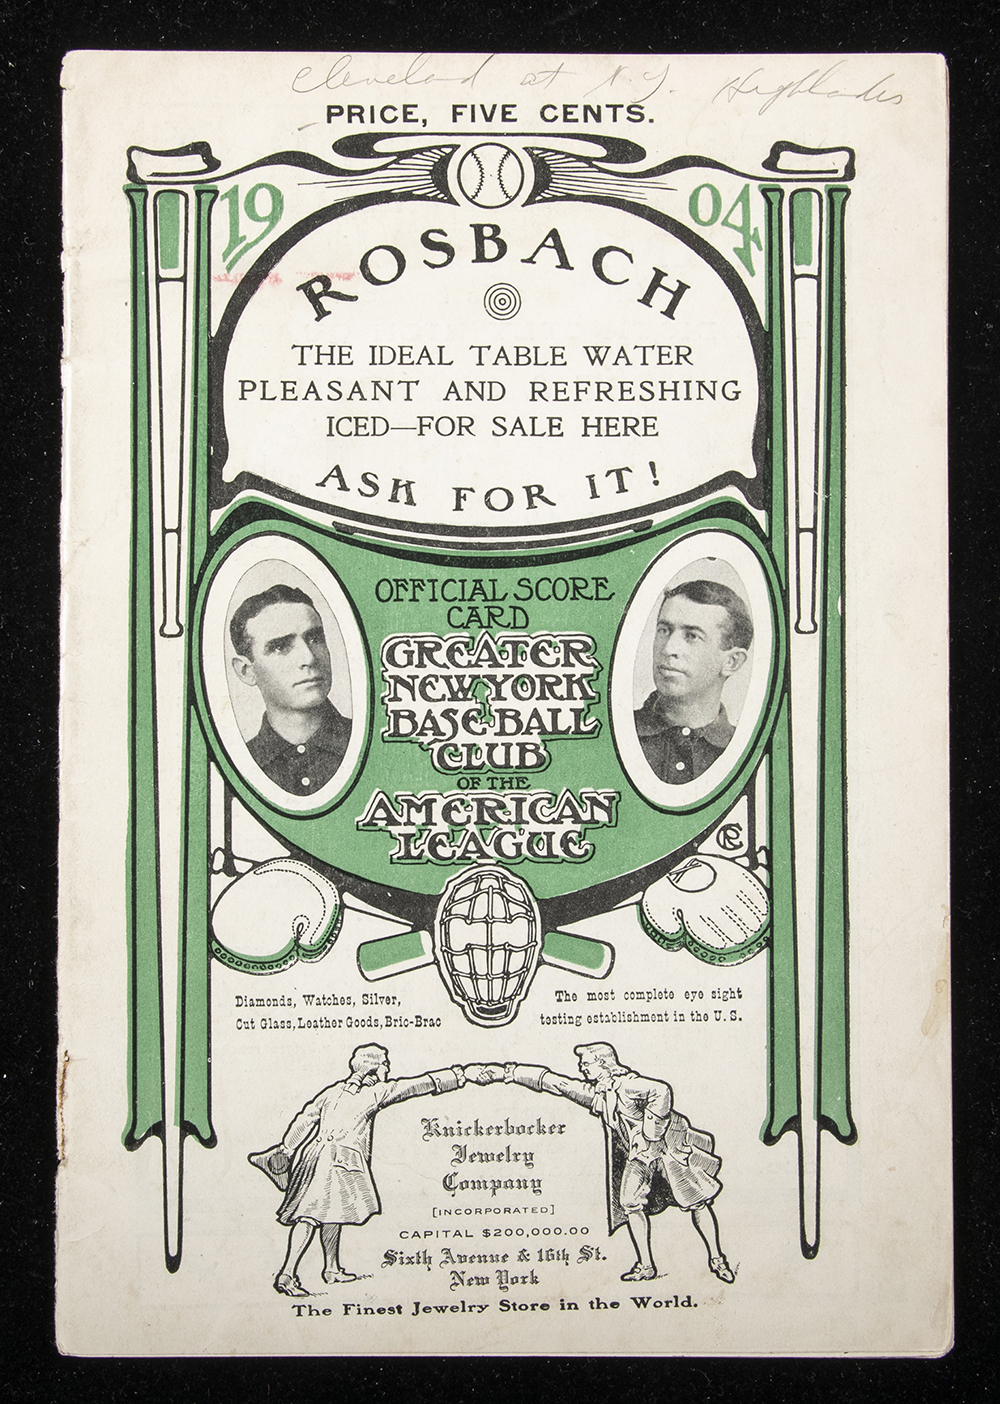 Cleveland at N.Y. Highlanders
PRICE, FIVE CENTS.
19 04
ROSBACH
THE IDEAL TABLE WATER
PLEASANT AND REFRESHING
ICED—FOR SALE HERE
ASK FOR IT!
OFFICIAL SCORE
CARD
GREATER
NEW YORK
BASE BALL
CLUB
OF THE
AMERICAN
LEAGUE
Diamonds, Watches, Silver,
Cut Glass, Leather Goods, Bric-Brac
The most complete eye sight
testing establishment in the U. S.
Knickerbocker
Jewelry
Company
[INCORPORATED]
CAPITAL $200,000.00
Sixth Avenue & 16th St.
New York
The Finest Jewelry Store in the World.